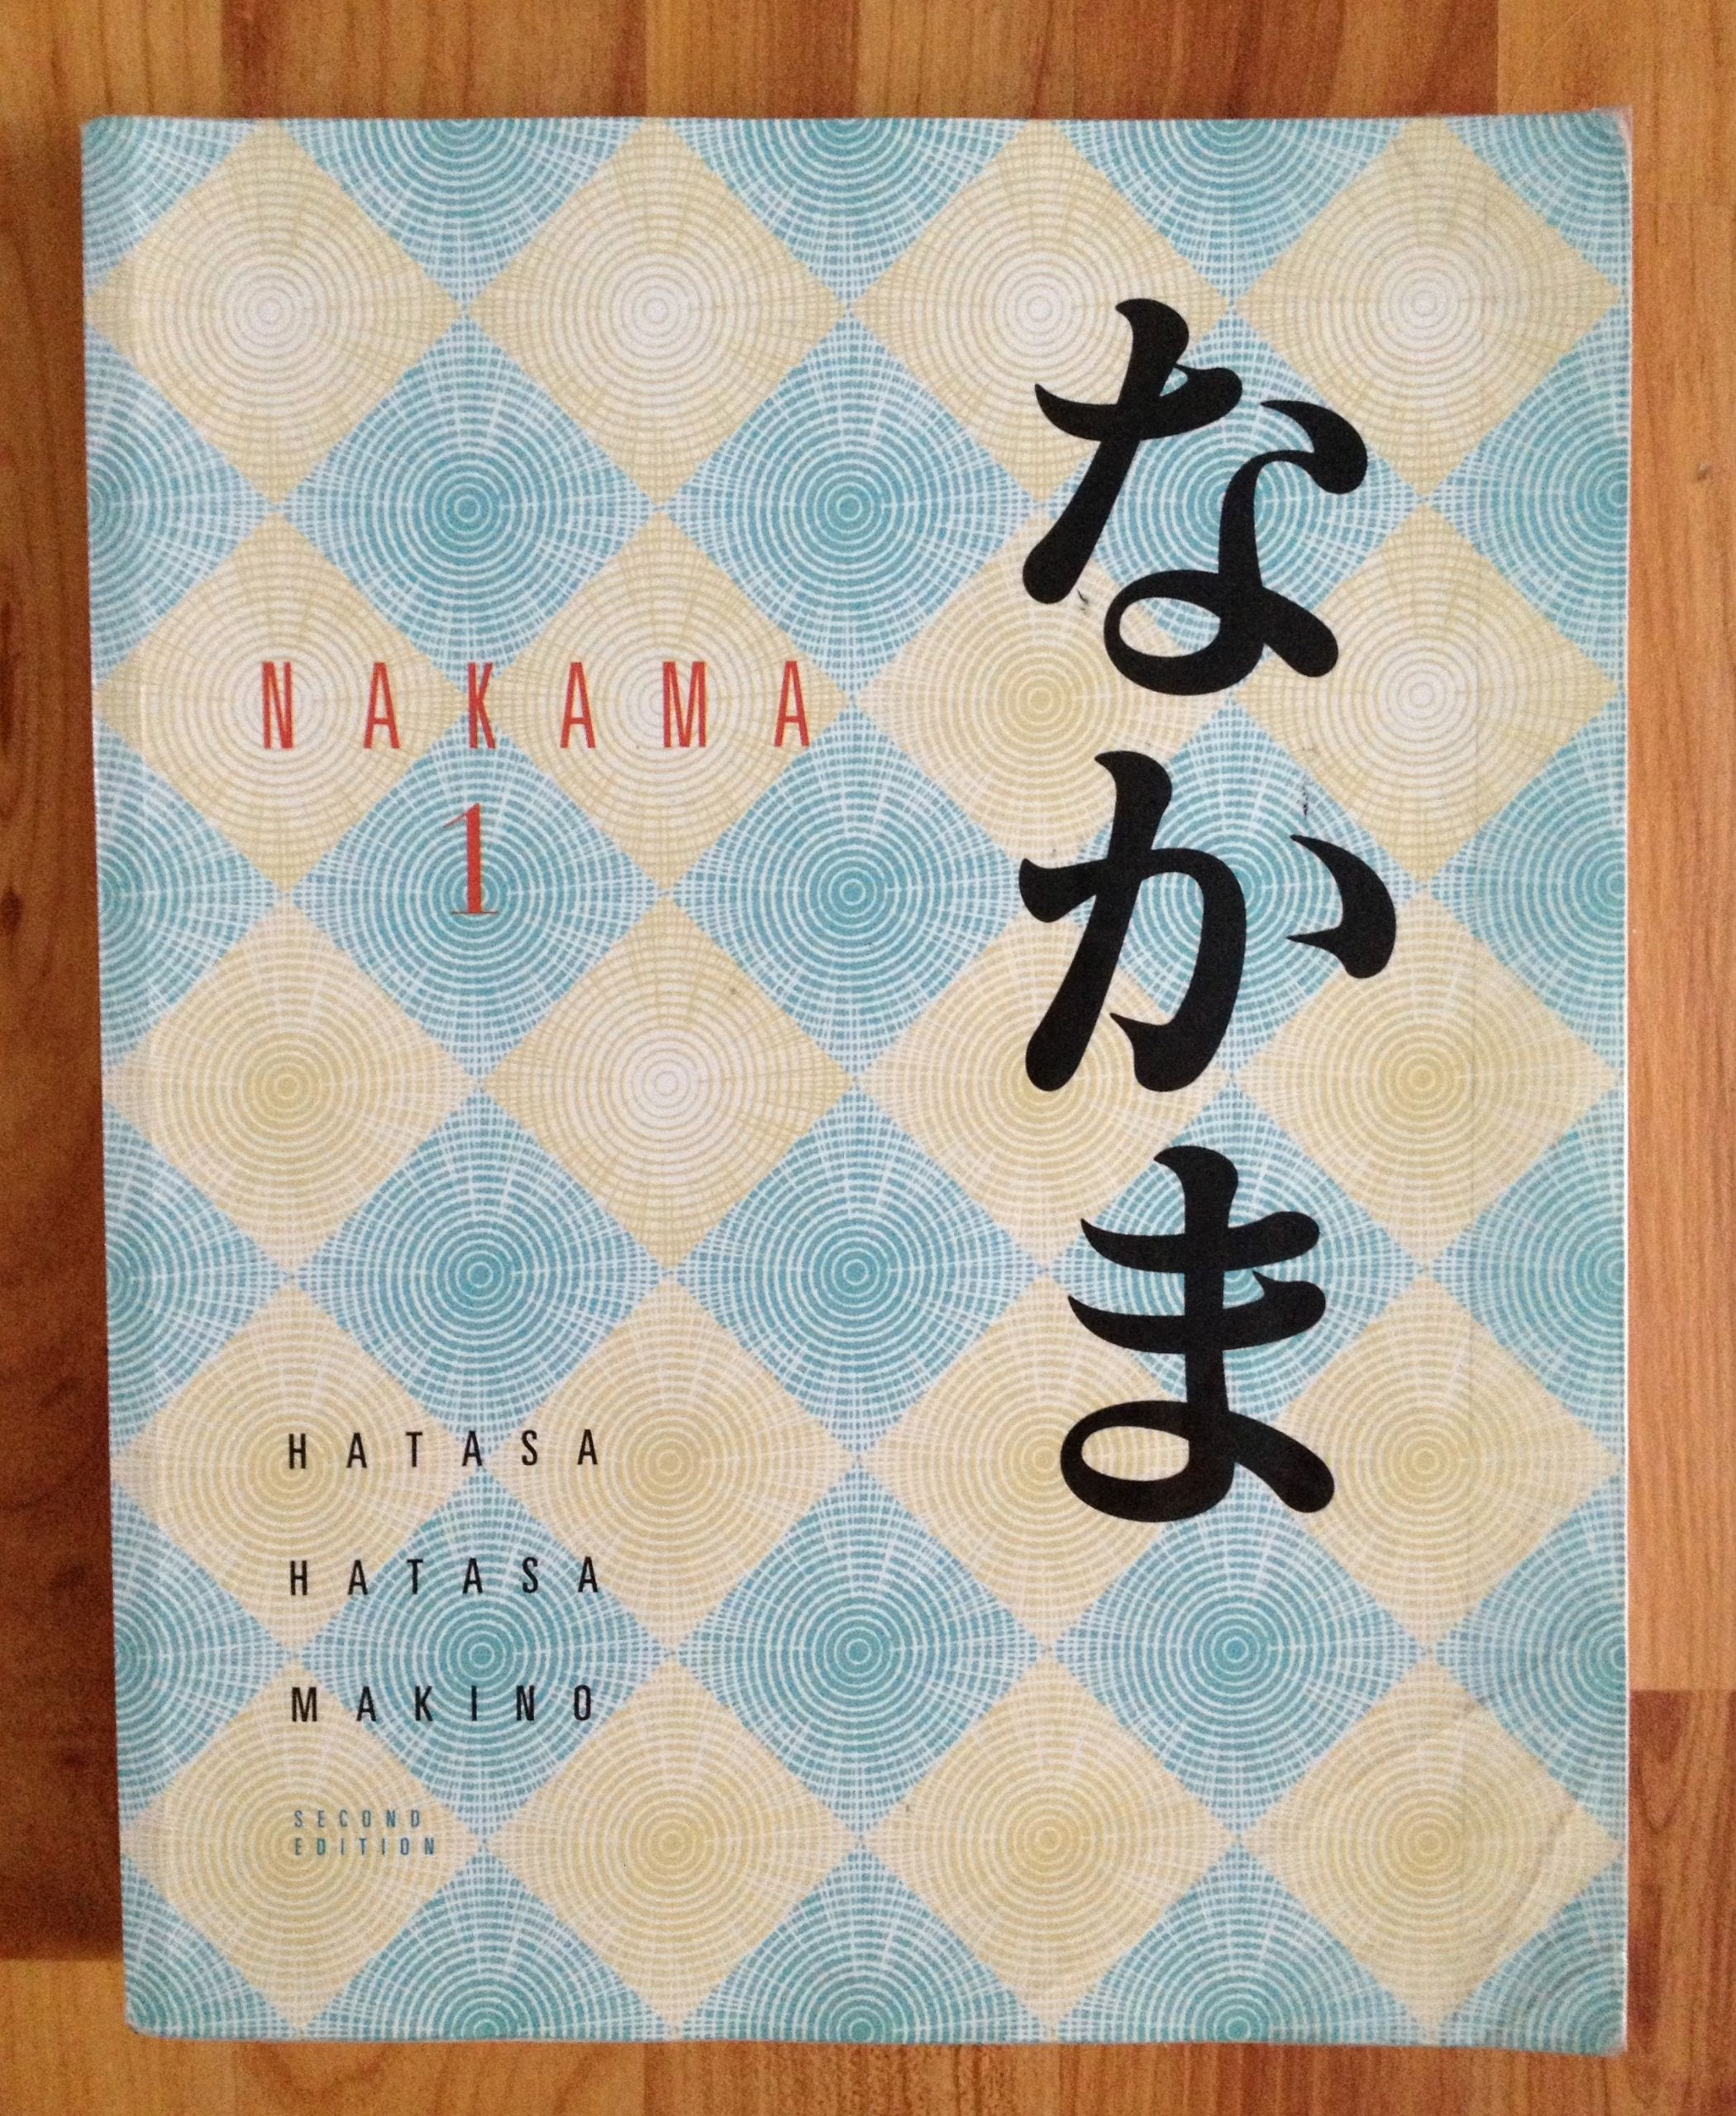 なかま
NAKAMA
1
HATASA
HATASA
MAKINO
SECOND
EDITION